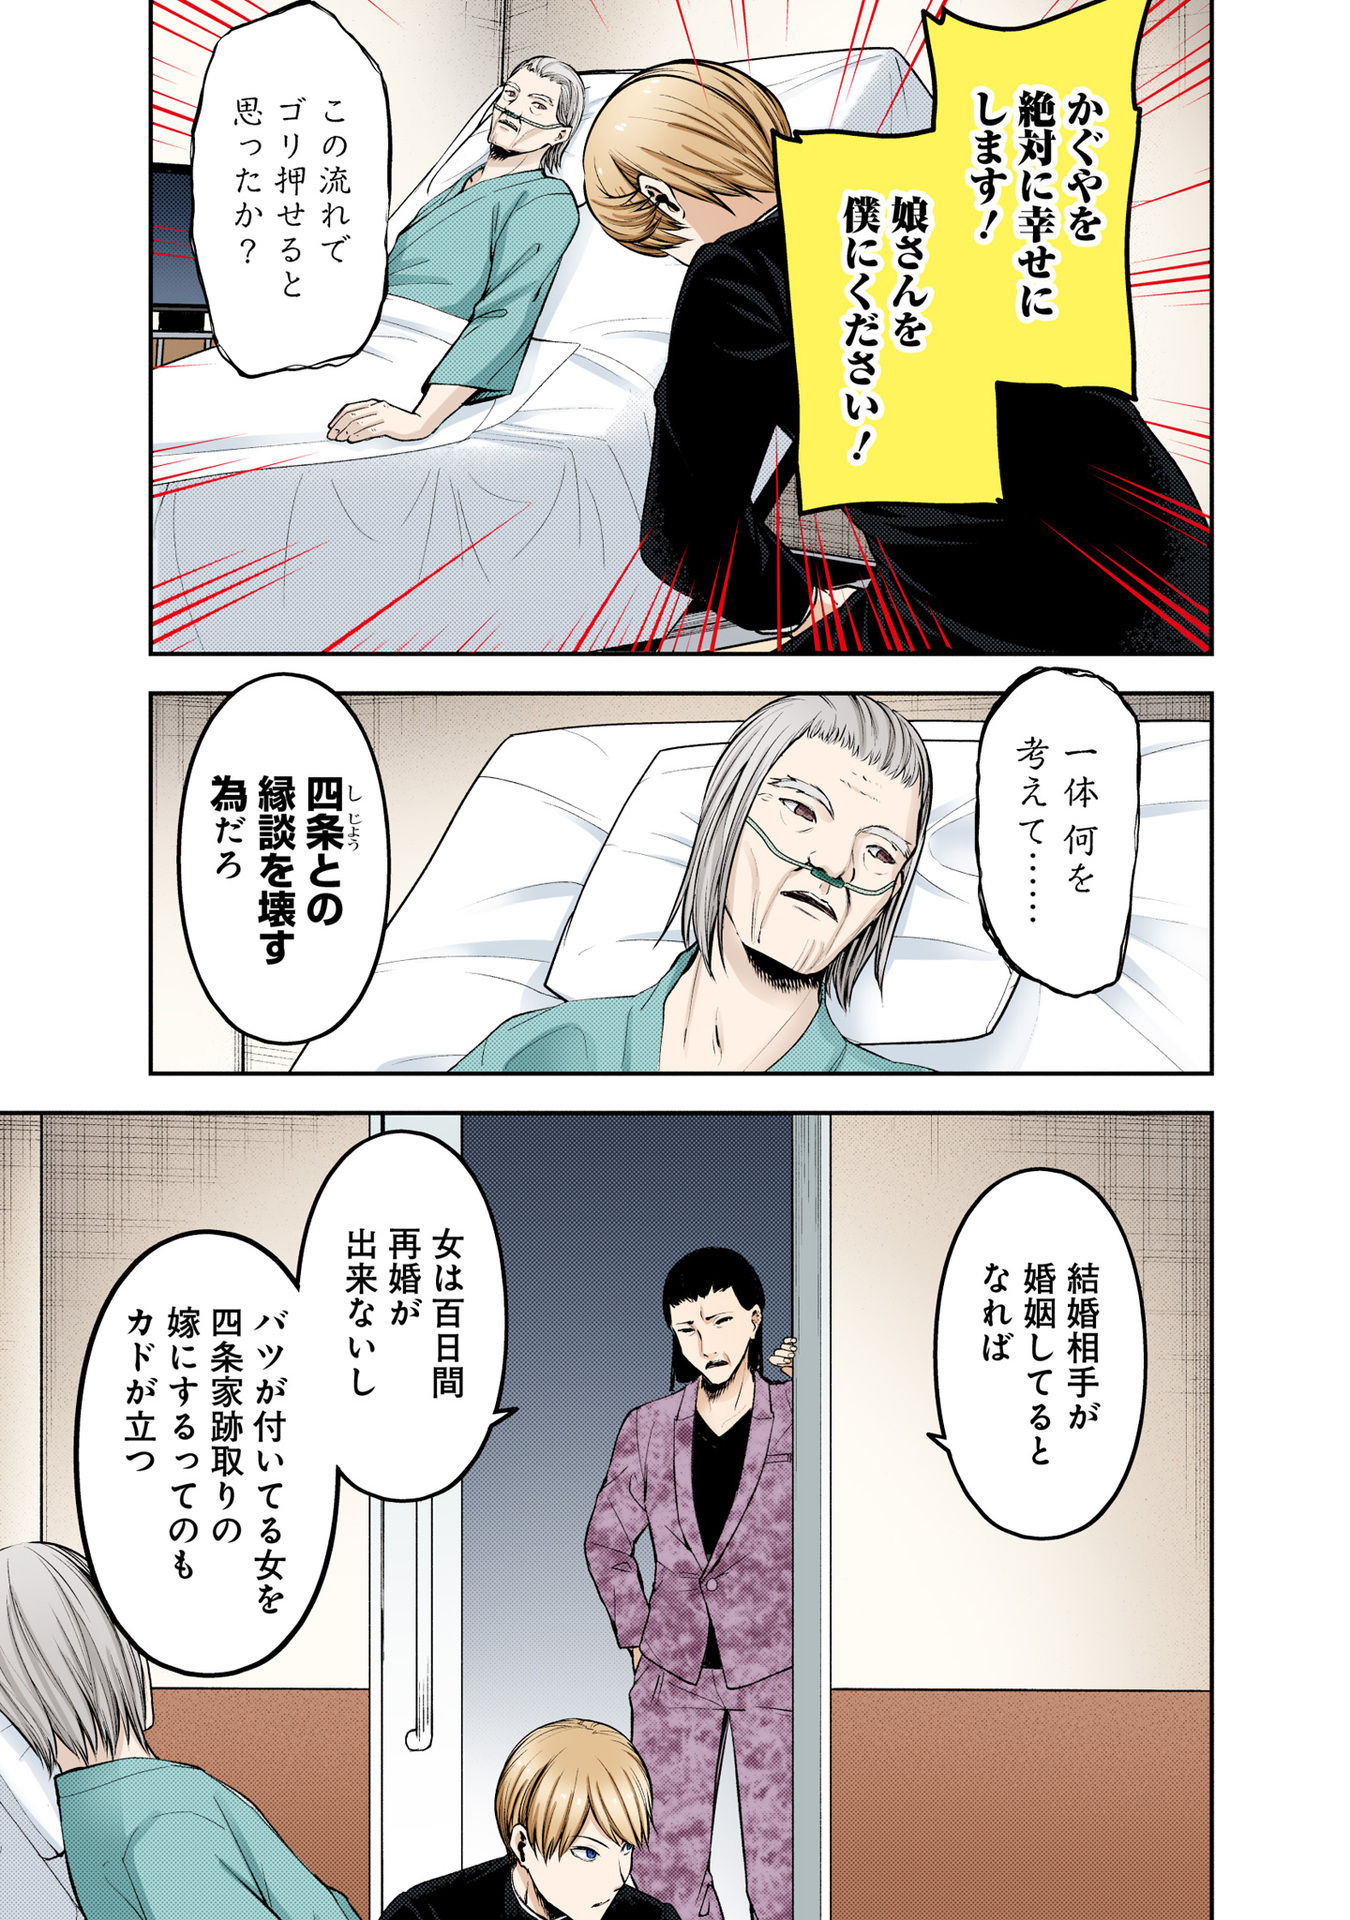 かぐやを
絶対に幸せに
します！
娘さんを
僕にください！
この流れで
ゴリ押せると
思ったか？
一体何を
考えて……
四条との
しじょう
縁談を壊す
為だろ
結婚相手が
婚姻してると
なれば
女は百日間
再婚が
出来ないし
バツが付いてる女を
四条家跡取りの
嫁にするってのも
カドが立つ